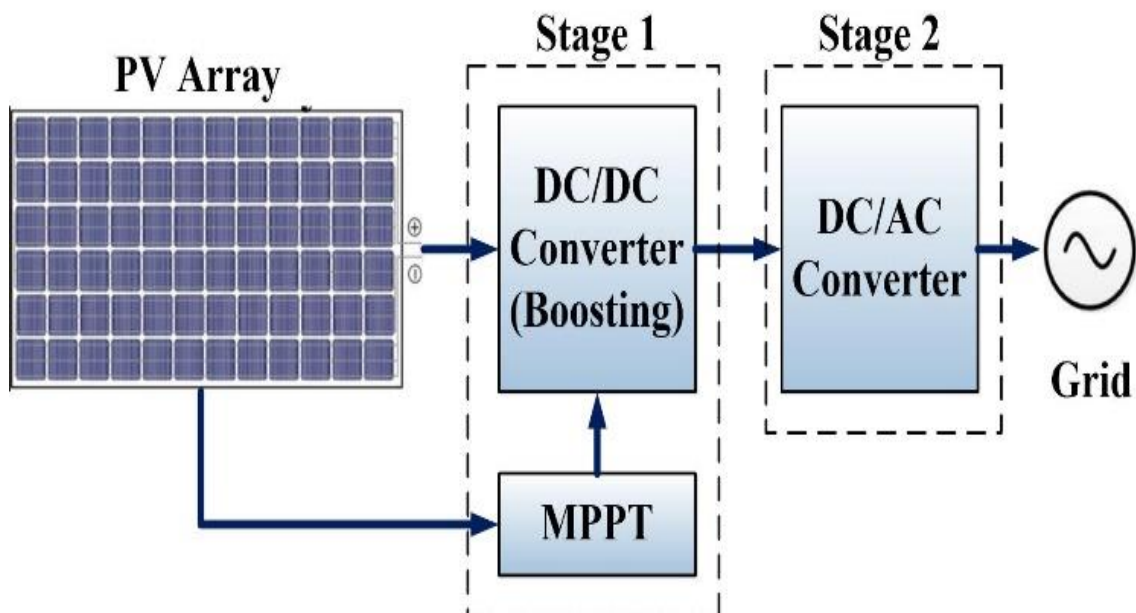 PV Array
Stage 1
Stage 2
DC/DC
Converter
(Boosting)
DC/AC
Converter
MPPT
Grid